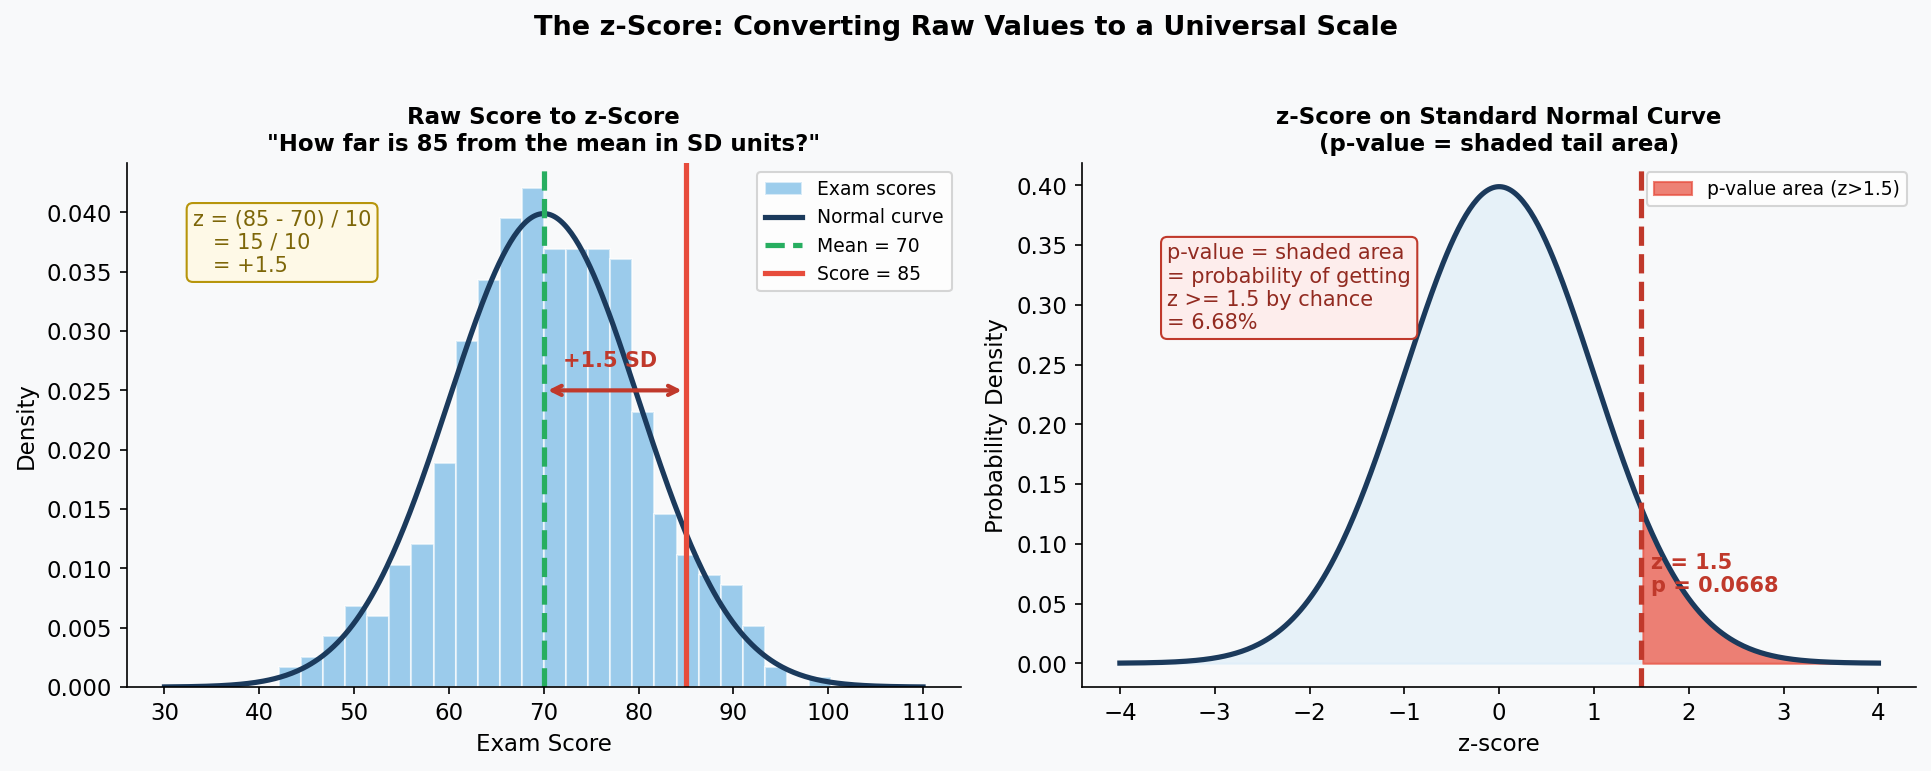 The z-Score: Converting Raw Values to a Universal Scale
Raw Score to z-Score
"How far is 85 from the mean in SD units?"
z = (85 - 70) / 10
= 15 / 10
= +1.5
Exam scores
Normal curve
Mean = 70
Score = 85
+1.5 SD
Density
0.040
0.035
0.030
0.025
0.020
0.015
0.010
0.005
0.000
30 40 50 60 70 80 90 100 110
Exam Score
z-Score on Standard Normal Curve
(p-value = shaded tail area)
p-value area (z>1.5)
p-value = shaded area
= probability of getting
z >= 1.5 by chance
= 6.68%
z = 1.5
p = 0.0668
Probability Density
0.40
0.35
0.30
0.25
0.20
0.15
0.10
0.05
0.00
−4 −3 −2 −1 0 1 2 3 4
z-score